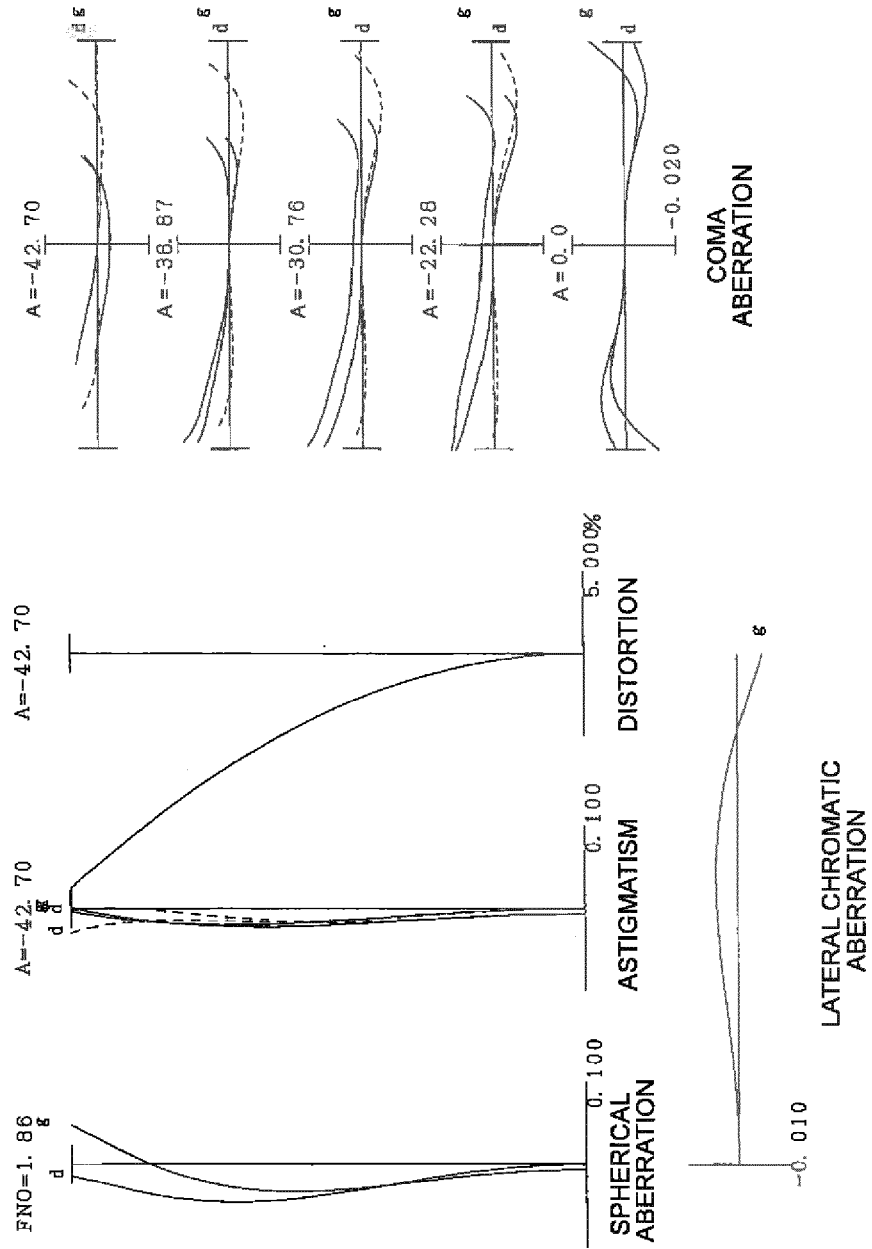 FNO=1. 86
d
g
0. 100
SPHERICAL
ABERRATION
A=-42. 70
d
d
g
0. 100
ASTIGMATISM
A=-42. 70
5. 000%
DISTORTION
A=-42. 70
d g
A=-38. 87
g
d
A=-30. 76
g
d
A=-22. 28
g
d
A=0. 0
g
d
-0. 020
COMA
ABERRATION
-0. 010
g
LATERAL CHROMATIC
ABERRATION